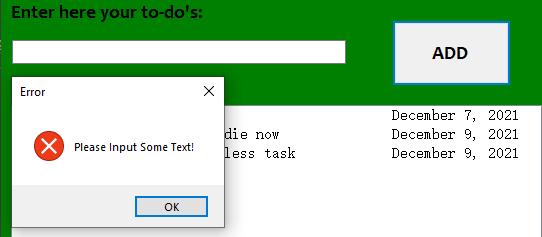 Enter here your to-do's:
ADD
Error
Please Input Some Text!
OK
December 7, 2021
die now December 9, 2021
less task December 9, 2021